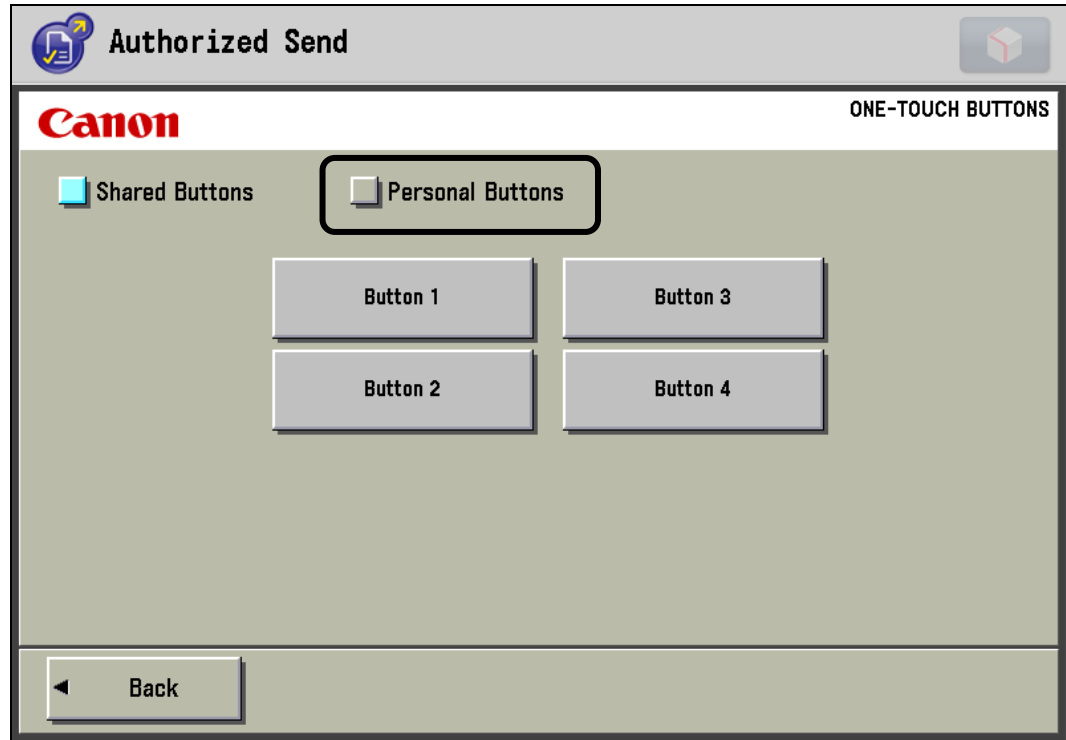 Authorized Send
Canon
ONE-TOUCH BUTTONS
Shared Buttons
Personal Buttons
Button 1
Button 3
Button 2
Button 4
Back